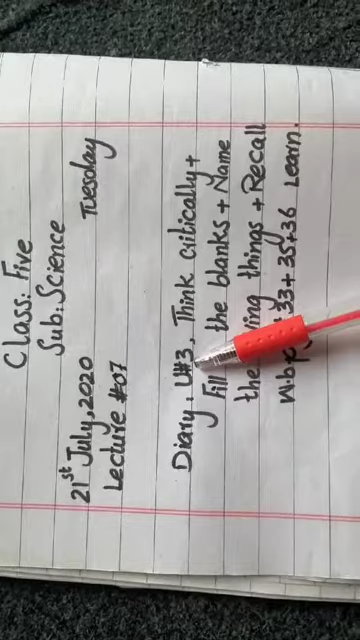 Class: Five
Sub: Science
21st July, 2020 Tuesday
Lecture #07
Diary, U#3, Think critically +
Fill the blanks + Name
the things + Recall
W.b 33 + 35 + 36 Learn.